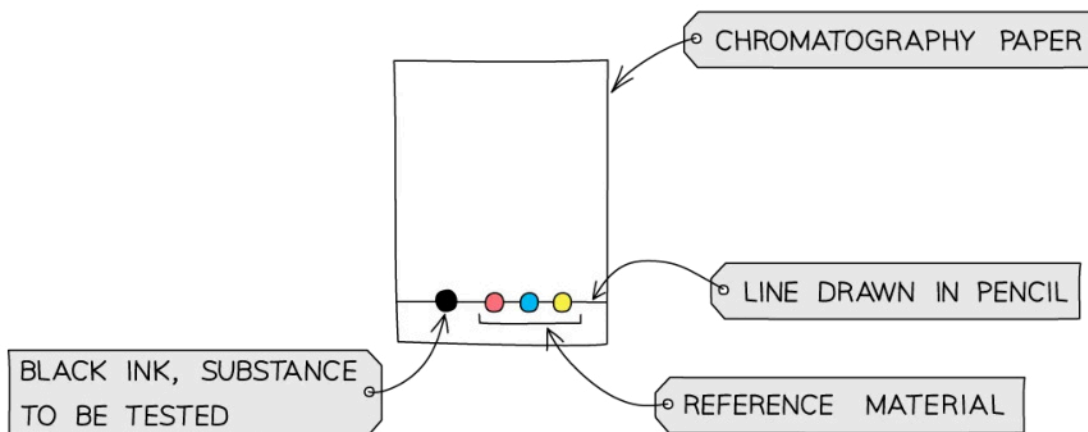 CHROMATOGRAPHY PAPER
LINE DRAWN IN PENCIL
BLACK INK, SUBSTANCE
TO BE TESTED
REFERENCE MATERIAL